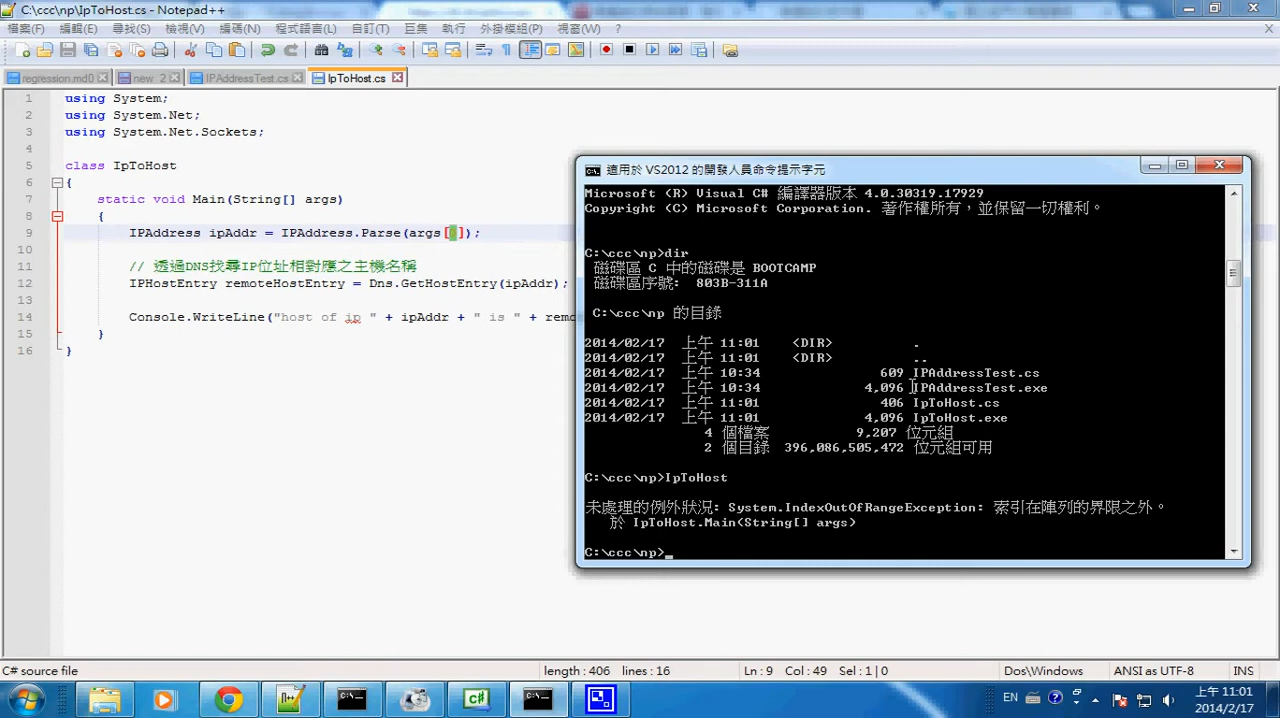 C:\ccc\np\IpToHost.cs - Notepad++
檔案(F) 編輯(E) 尋找(S) 檢視(V) 編碼(N) 程式語言(L) 自訂(T) 巨集 執行 外掛模組(P) 視窗(W) ?
regression.md0 new 2 IPAddressTest.cs IpToHost.cs
1 using System;
2 using System.Net;
3 using System.Net.Sockets;
4
5 class IpToHost
6 {
7 static void Main(String[] args)
8 {
9 IPAddress ipAddr = IPAddress.Parse(args[0]);
10
11 // 透過DNS找尋IP位址相對應之主機名稱
12 IPHostEntry remoteHostEntry = Dns.GetHostEntry(ipAddr);
13
14 Console.WriteLine("host of ip " + ipAddr + " is " + remo
15 }
16 }
適用於 VS2012 的開發人員命令提示字元
Microsoft (R) Visual C# 編譯器版本 4.0.30319.17929
Copyright (C) Microsoft Corporation. 著作權所有，並保留一切權利。
C:\ccc\np>dir
磁碟區 C 中的磁碟是 BOOTCAMP
磁碟區序號: 803B-311A
C:\ccc\np 的目錄
2014/02/17 上午 11:01 <DIR> .
2014/02/17 上午 11:01 <DIR> ..
2014/02/17 上午 10:34 609 IPAddressTest.cs
2014/02/17 上午 10:34 4,096 IPAddressTest.exe
2014/02/17 上午 11:01 406 IpToHost.cs
2014/02/17 上午 11:01 4,096 IpToHost.exe
4 個檔案 9,207 位元組
2 個目錄 396,086,505,472 位元組可用
C:\ccc\np>IpToHost
未處理的例外狀況: System.IndexOutOfRangeException: 索引在陣列的界限之外。
於 IpToHost.Main(String[] args)
C:\ccc\np>_
C# source file length : 406 lines : 16 Ln : 9 Col : 49 Sel : 1 | 0 Dos\Windows ANSI as UTF-8 INS
EN 上午 11:01
2014/2/17